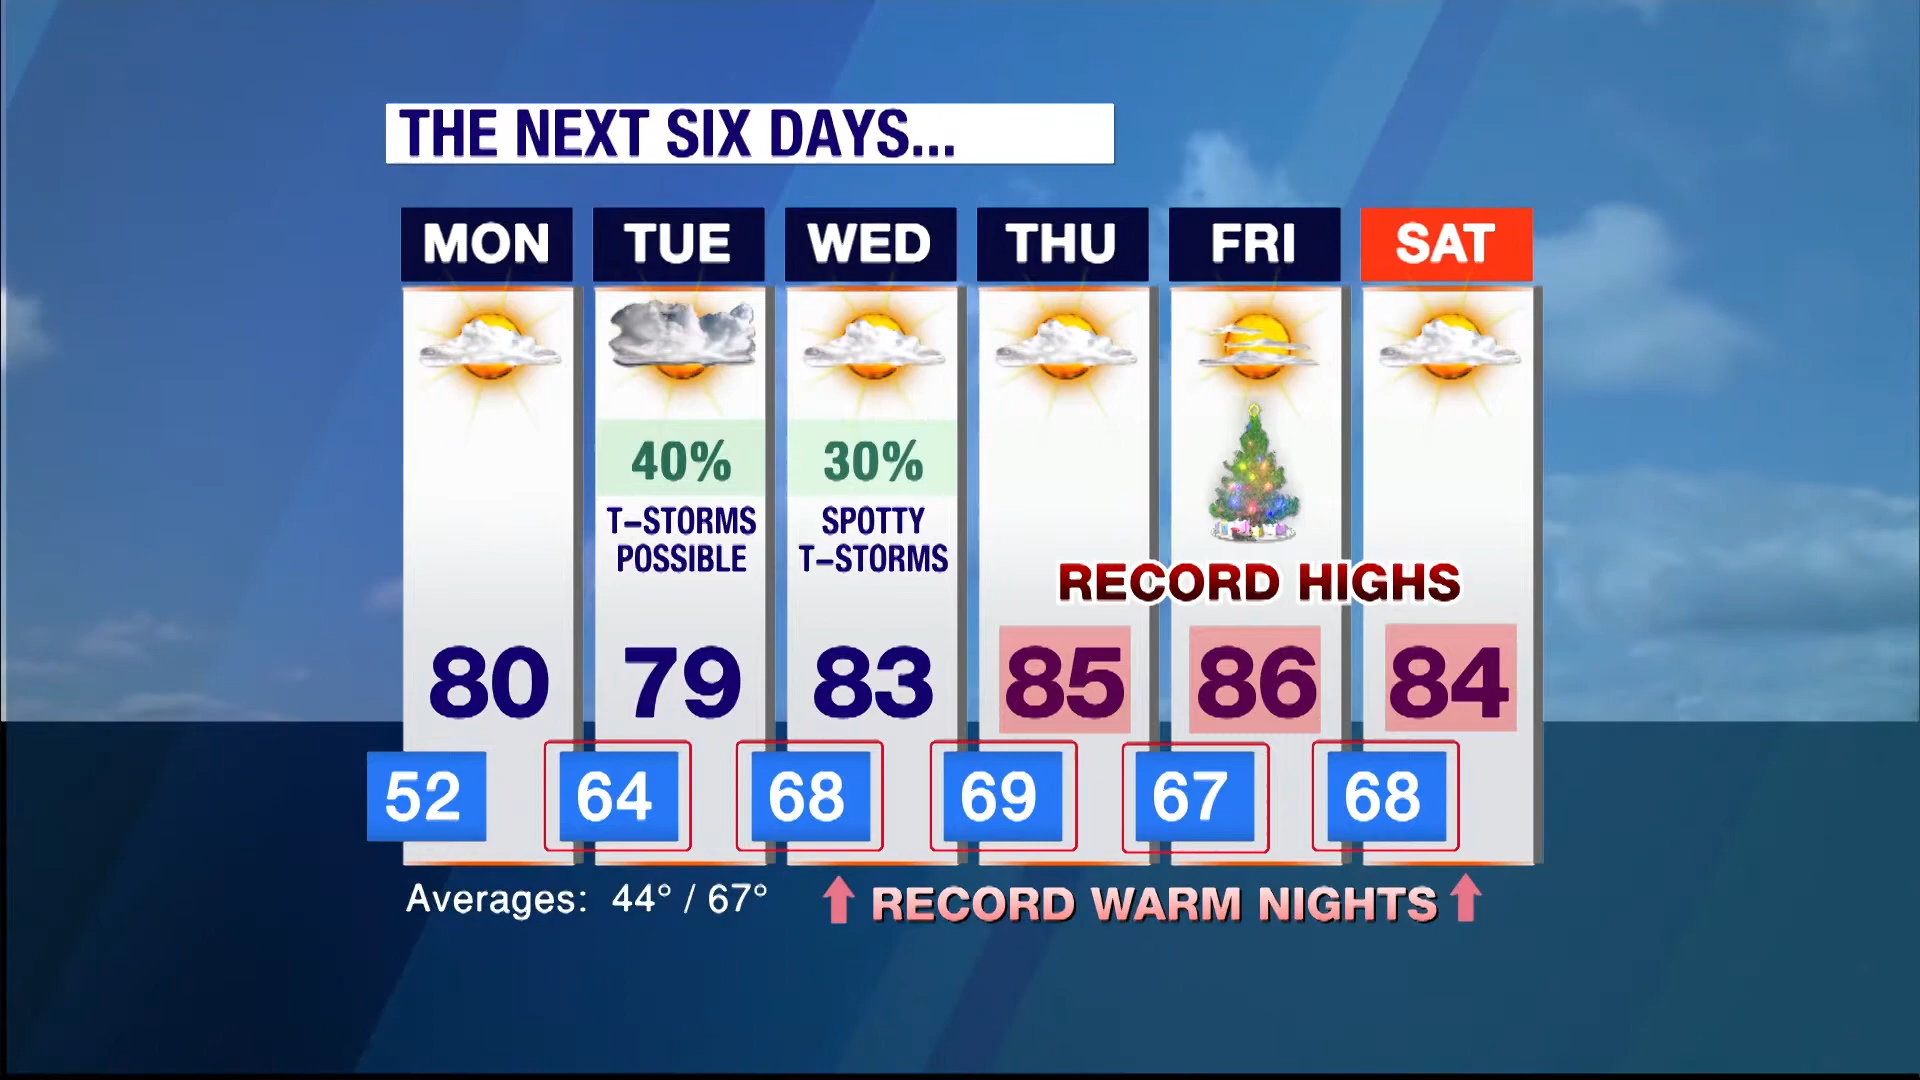 THE NEXT SIX DAYS...
MON TUE WED THU FRI SAT
40% 30%
T-STORMS POSSIBLE
SPOTTY T-STORMS
RECORD HIGHS
80 79 83 85 86 84
52 64 68 69 67 68
Averages: 44° / 67°
RECORD WARM NIGHTS